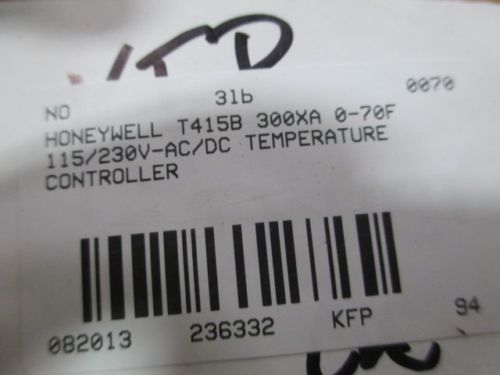 NO 31b 0070
HONEYWELL T415B 300XA 0-70F
115/230V-AC/DC TEMPERATURE
CONTROLLER
082013 236332 KFP 94